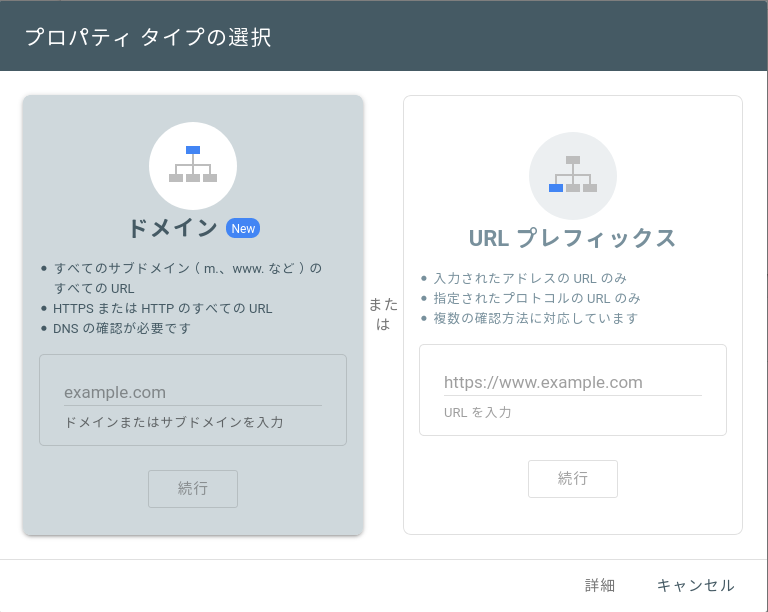 プロパティ タイプの選択
ドメイン New
すべてのサブドメイン（m.、www. など）の
すべての URL
HTTPS または HTTP のすべての URL
DNS の確認が必要です
example.com
ドメインまたはサブドメインを入力
続行
また
は
URL プレフィックス
入力されたアドレスの URL のみ
指定されたプロトコルの URL のみ
複数の確認方法に対応しています
https://www.example.com
URL を入力
続行
詳細
キャンセル